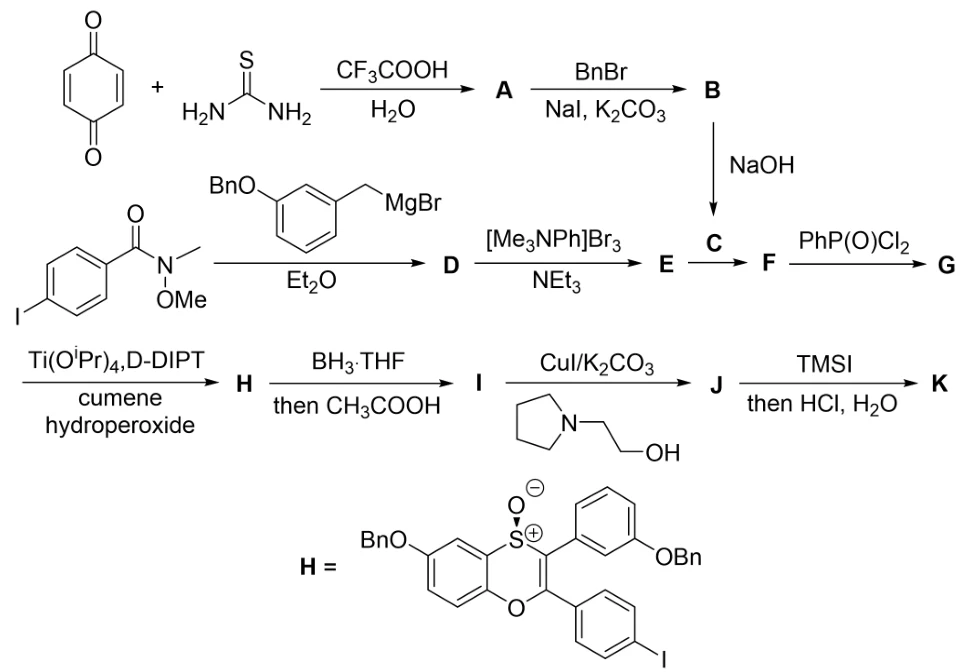 O
O
+
S
H₂N NH₂
CF₃COOH
H₂O
A
BnBr
NaI, K₂CO₃
B
NaOH
C
O
N
OMe
I
BnO
MgBr
Et₂O
D
[Me₃NPh]Br₃
NEt₃
E
F
PhP(O)Cl₂
G
Ti(OⁱPr)₄,D-DIPT
cumene
hydroperoxide
H
BH₃·THF
then CH₃COOH
I
CuI/K₂CO₃
N
OH
J
TMSI
then HCl, H₂O
K
H =
O ⊖
BnO
S ⊕
OBn
O
I